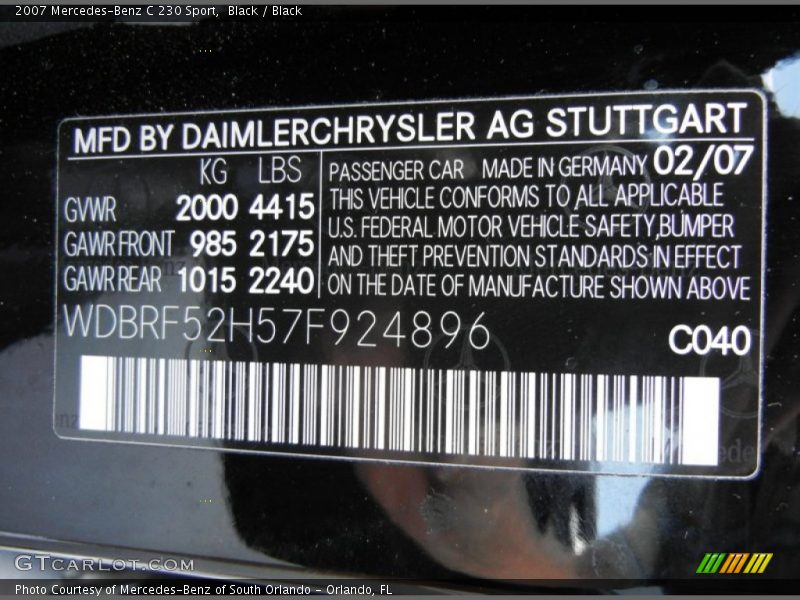 2007 Mercedes-Benz C 230 Sport, Black / Black
MFD BY DAIMLERCHRYSLER AG STUTTGART
KG LBS
GVWR 2000 4415
GAWR FRONT 985 2175
GAWR REAR 1015 2240
PASSENGER CAR MADE IN GERMANY 02/07
THIS VEHICLE CONFORMS TO ALL APPLICABLE
U.S. FEDERAL MOTOR VEHICLE SAFETY,BUMPER
AND THEFT PREVENTION STANDARDS IN EFFECT
ON THE DATE OF MANUFACTURE SHOWN ABOVE
WDBRF52H57F924896
C040
GTcarlot.com
Photo Courtesy of Mercedes-Benz of South Orlando - Orlando, FL